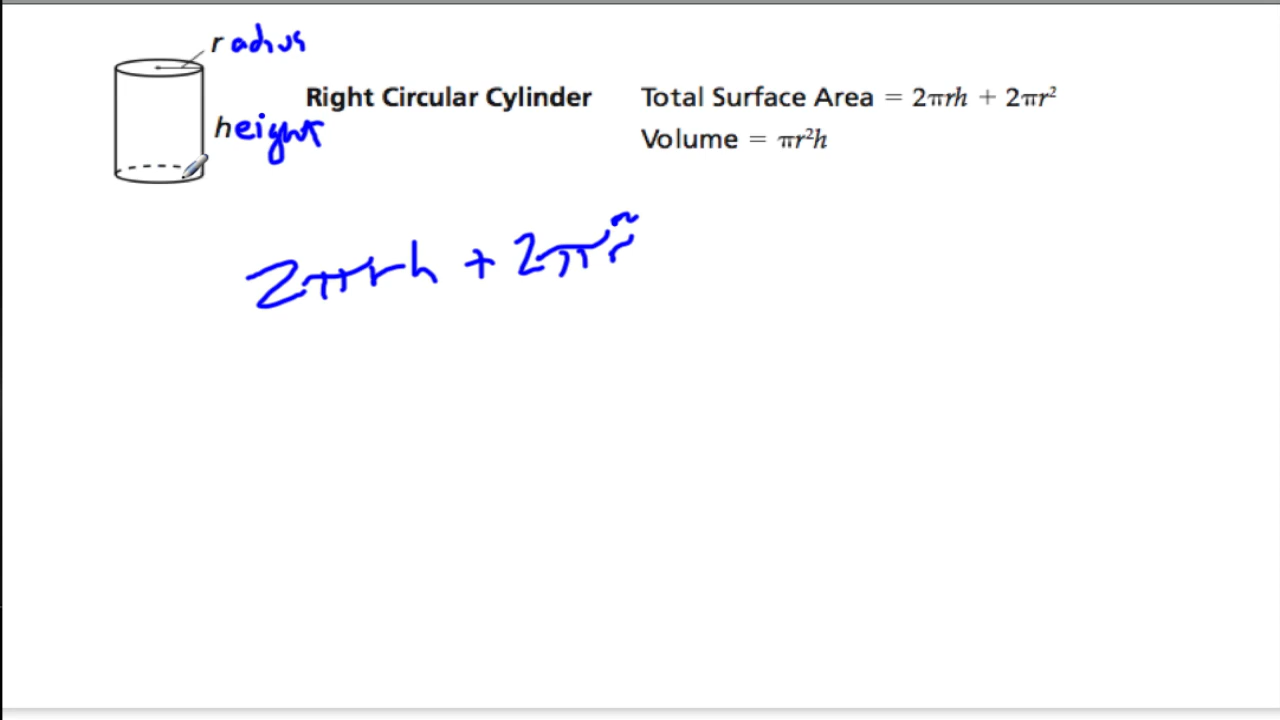 radius
Right Circular Cylinder Total Surface Area = 2πrh + 2πr²
height
Volume = πr²h
2πrh + 2πr²